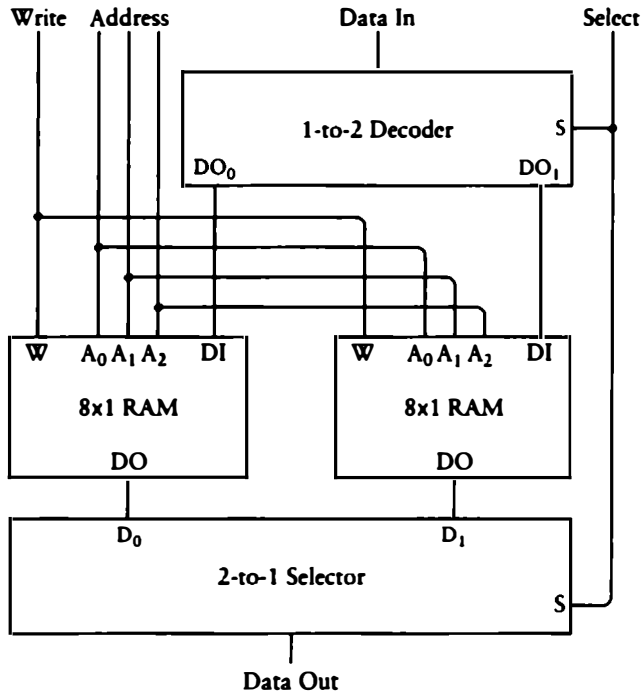 Write Address Data In Select
1-to-2 Decoder S
DO₀ DO₁
W A₀ A₁ A₂ DI W A₀ A₁ A₂ DI
8x1 RAM 8x1 RAM
DO DO
D₀ D₁
2-to-1 Selector
S
Data Out